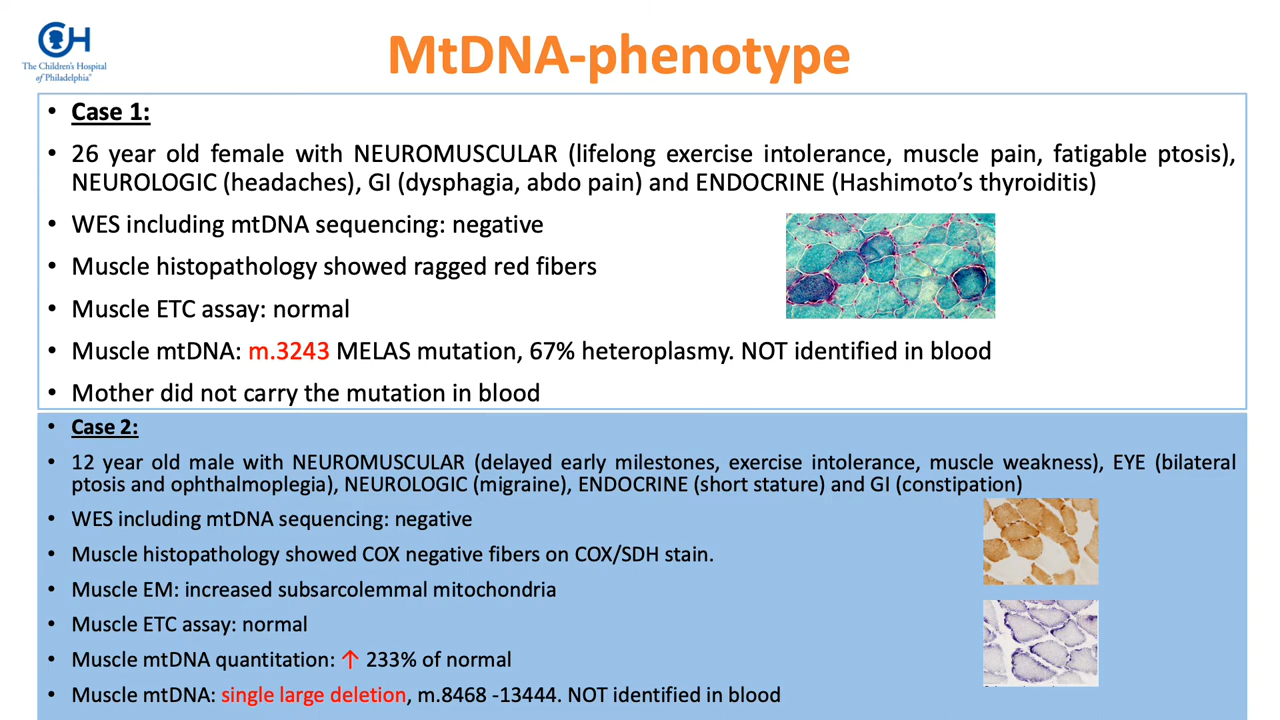 CH
The Children's Hospital
of Philadelphia®
MtDNA-phenotype
• Case 1:
• 26 year old female with NEUROMUSCULAR (lifelong exercise intolerance, muscle pain, fatigable ptosis),
NEUROLOGIC (headaches), GI (dysphagia, abdo pain) and ENDOCRINE (Hashimoto's thyroiditis)
• WES including mtDNA sequencing: negative
• Muscle histopathology showed ragged red fibers
• Muscle ETC assay: normal
• Muscle mtDNA: m.3243 MELAS mutation, 67% heteroplasmy. NOT identified in blood
• Mother did not carry the mutation in blood
• Case 2:
• 12 year old male with NEUROMUSCULAR (delayed early milestones, exercise intolerance, muscle weakness), EYE (bilateral
ptosis and ophthalmoplegia), NEUROLOGIC (migraine), ENDOCRINE (short stature) and GI (constipation)
• WES including mtDNA sequencing: negative
• Muscle histopathology showed COX negative fibers on COX/SDH stain.
• Muscle EM: increased subsarcolemmal mitochondria
• Muscle ETC assay: normal
• Muscle mtDNA quantitation: ↑ 233% of normal
• Muscle mtDNA: single large deletion, m.8468 -13444. NOT identified in blood